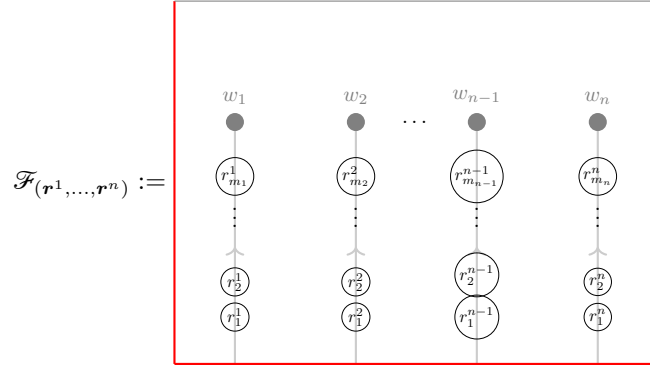 w_1 w_2 ⋯ w_{n-1} w_n
r^1_{m_1} r^2_{m_2} r^{n-1}_{m_{n-1}} r^n_{m_n}
ℱ_{(𝒓^1,…,𝒓^n)} :=
⋮ ⋮ ⋮ ⋮
r^1_2 r^2_2 r^{n-1}_2 r^n_2
r^1_1 r^2_1 r^{n-1}_1 r^n_1